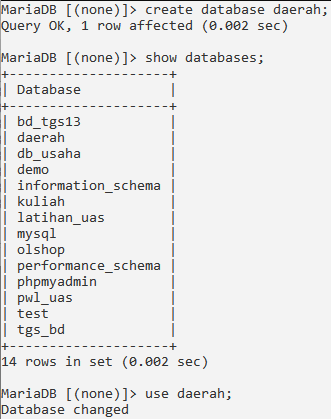 MariaDB [(none)]> create database daerah;
Query OK, 1 row affected (0.002 sec)
MariaDB [(none)]> show databases;
+--------------------+
| Database           |
+--------------------+
| bd_tgs13           |
| daerah             |
| db_usaha           |
| demo               |
| information_schema |
| kuliah             |
| latihan_uas        |
| mysql              |
| olshop             |
| performance_schema |
| phpmyadmin         |
| pwl_uas            |
| test               |
| tgs_bd             |
+--------------------+
14 rows in set (0.002 sec)
MariaDB [(none)]> use daerah;
Database changed